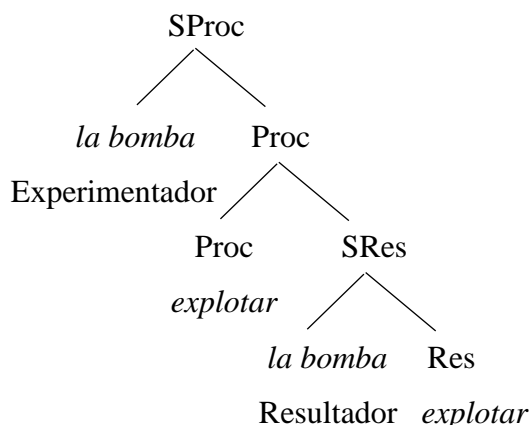 SProc
la bomba Proc
Experimentador
Proc SRes
explotar
la bomba Res
Resultador explotar